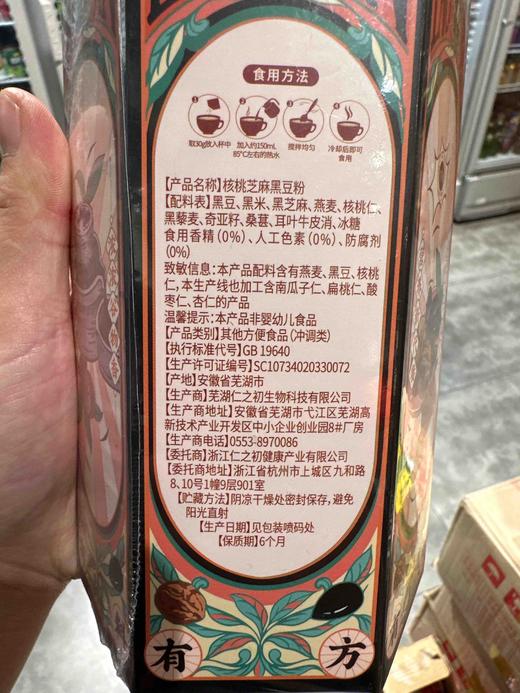 食用方法
1 2 3 4
取30g放入杯中 加入约150mL 搅拌均匀 冷却后即可
85°C左右的热水 食用
【产品名称】核桃芝麻黑豆粉
【配料表】黑豆、黑米、黑芝麻、燕麦、核桃仁、
黑藜麦、奇亚籽、桑葚、耳叶牛皮消、冰糖
食用香精(0%)、人工色素(0%)、防腐剂
(0%)
致敏信息：本产品配料含有燕麦、黑豆、核桃
仁，本生产线也加工含南瓜子仁、扁桃仁、酸
枣仁、杏仁的产品
温馨提示：本产品非婴幼儿食品
【产品类别】其他方便食品（冲调类）
【执行标准代号】GB 19640
【生产许可证编号】SC10734020330072
【产地】安徽省芜湖市
【生产商】芜湖仁之初生物科技有限公司
【生产商地址】安徽省芜湖市弋江区芜湖高
新技术产业开发区中小企业创业园8#厂房
【生产商电话】0553-8970086
【委托商】浙江仁之初健康产业有限公司
【委托商地址】浙江省杭州市上城区九和路
8、10号1幢9层901室
【贮藏方法】阴凉干燥处密封保存，避免
阳光直射
【生产日期】见包装喷码处
【保质期】6个月
有 方